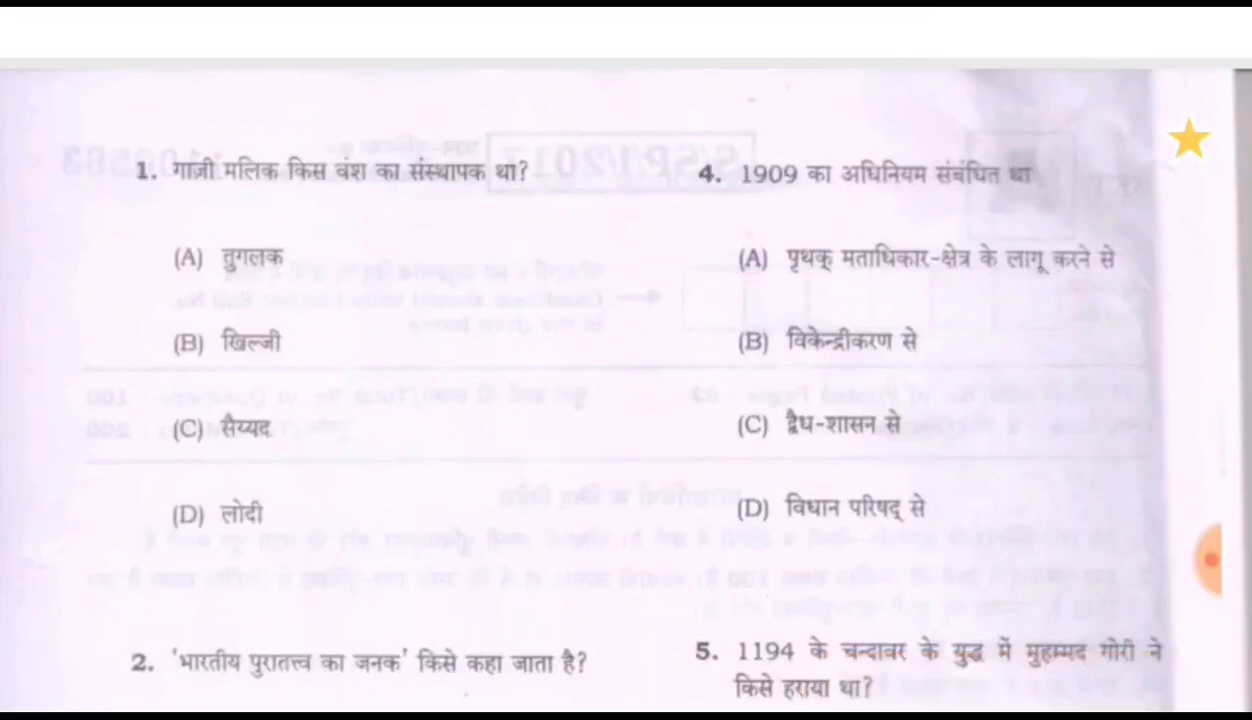 1. गाज़ी मलिक किस वंश का संस्थापक था?
(A) तुगलक
(B) खिल्जी
(C) सैय्यद
(D) लोदी
2. 'भारतीय पुरातत्त्व का जनक' किसे कहा जाता है?
4. 1909 का अधिनियम संबंधित था
(A) पृथक् मताधिकार-क्षेत्र के लागू करने से
(B) विकेन्द्रीकरण से
(C) द्वैध-शासन से
(D) विधान परिषद् से
5. 1194 के चन्दावर के युद्ध में मुहम्मद गोरी ने
किसे हराया था?